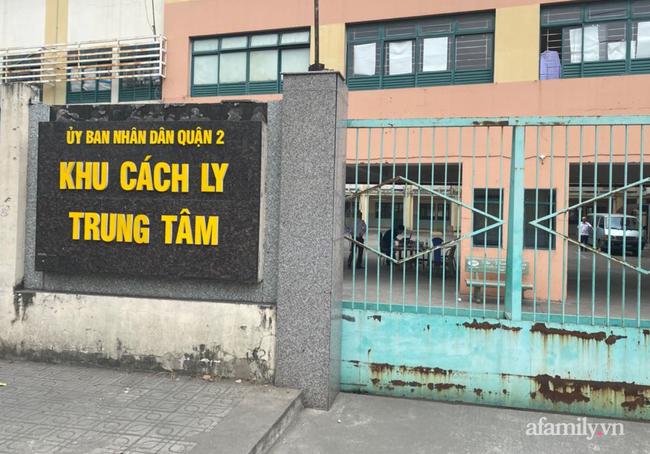 ỦY BAN NHÂN DÂN QUẬN 2
KHU CÁCH LY
TRUNG TÂM
afamily.vn